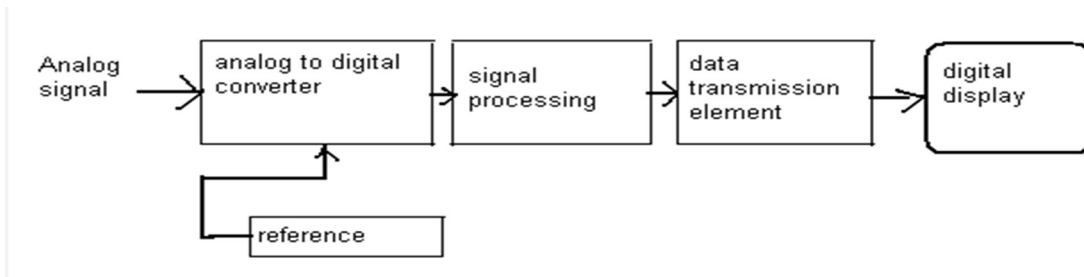 Analog
signal
analog to digital
converter
signal
processing
data
transmission
element
digital
display
reference